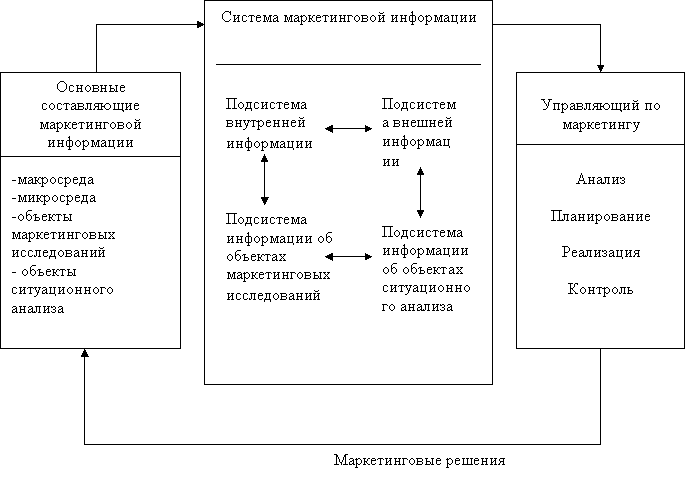 Система маркетинговой информации
Основные
составляющие
маркетинговой
информации
-макросреда
-микросреда
-объекты
маркетинговых
исследований
- объекты
ситуационного
анализа
Подсистема
внутренней
информации
Подсистем
а внешней
информац
ии
Подсистема
информации об
объектах
маркетинговых
исследований
Подсистема
информации
об объектах
ситуационно
го анализа
Управляющий по
маркетингу
Анализ
Планирование
Реализация
Контроль
Маркетинговые решения